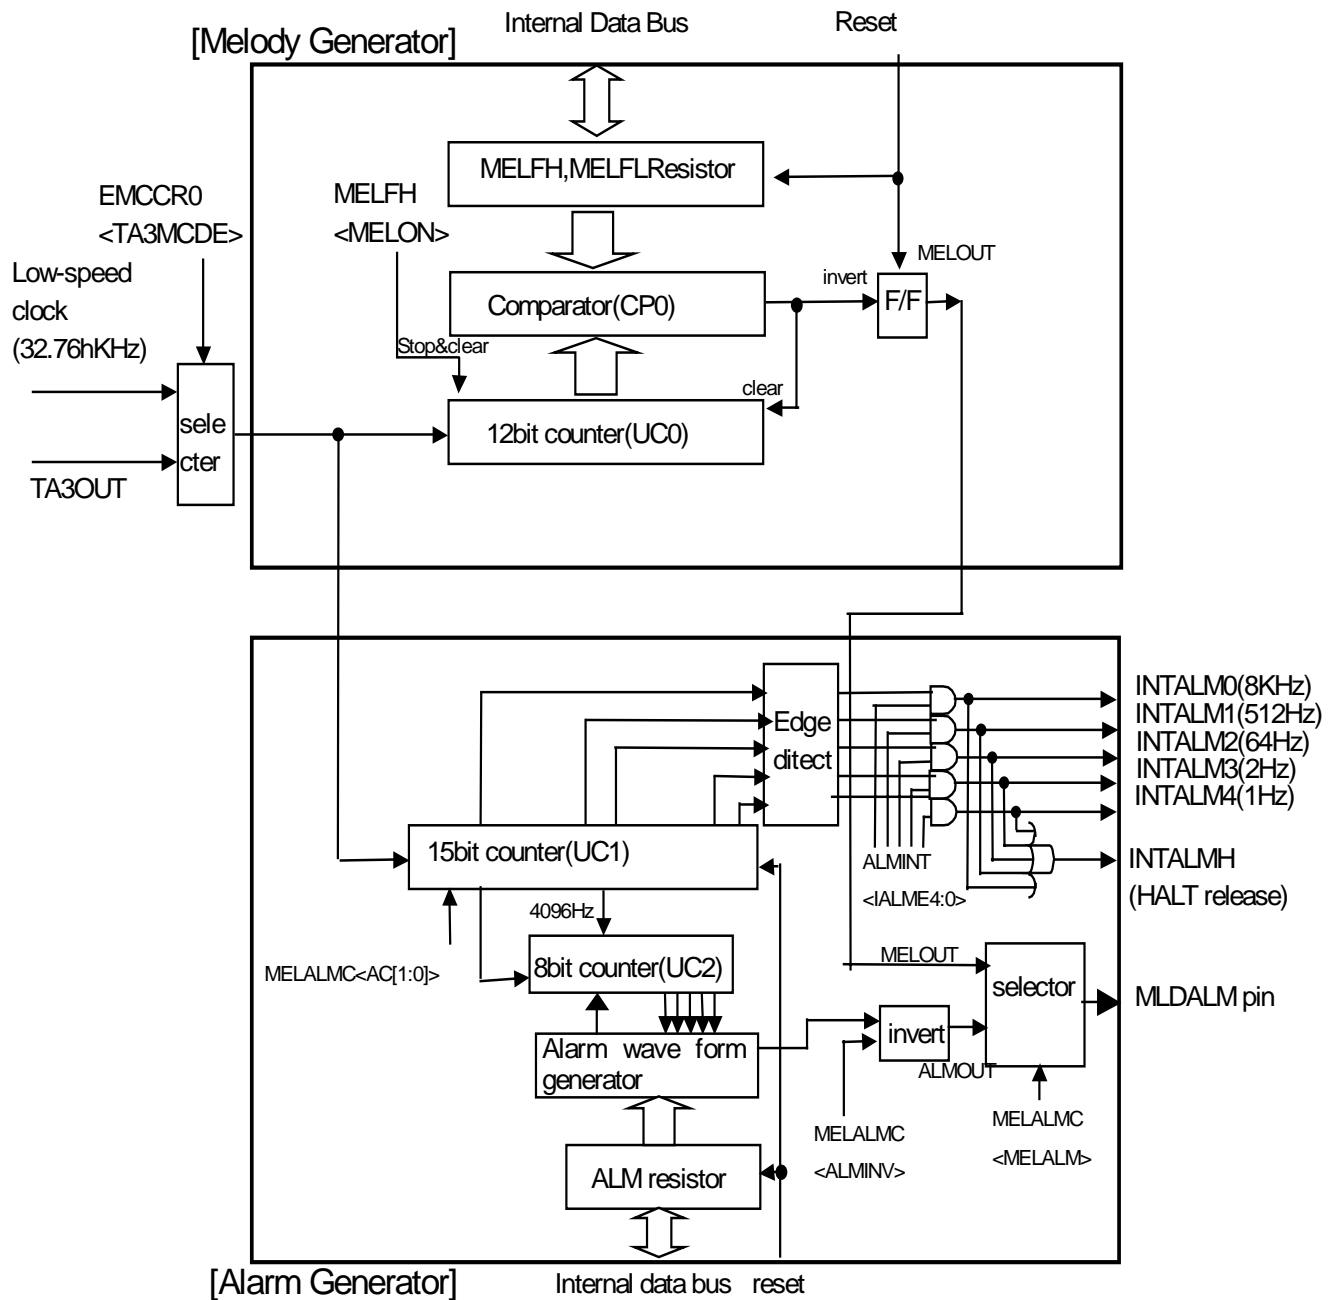 Internal Data Bus
Reset
[Melody Generator]
MELFH,MELFLResistor
EMCCR0
<TA3MCDE>
MELFH
<MELON>
MELOUT
Low-speed
clock
(32.76hKHz)
invert
F/F
Comparator(CP0)
Stop&clear
clear
sele
cter
12bit counter(UC0)
TA3OUT
INTALM0(8KHz)
INTALM1(512Hz)
INTALM2(64Hz)
INTALM3(2Hz)
INTALM4(1Hz)
Edge
ditect
15bit counter(UC1)
ALMINT
<IALME4:0>
INTALMH
(HALT release)
4096Hz
MELALMC<AC[1:0]>
8bit counter(UC2)
MELOUT
selector
MLDALM pin
Alarm wave form
generator
invert
ALMOUT
MELALMC
<ALMINV>
MELALMC
<MELALM>
ALM resistor
[Alarm Generator]
Internal data bus
reset